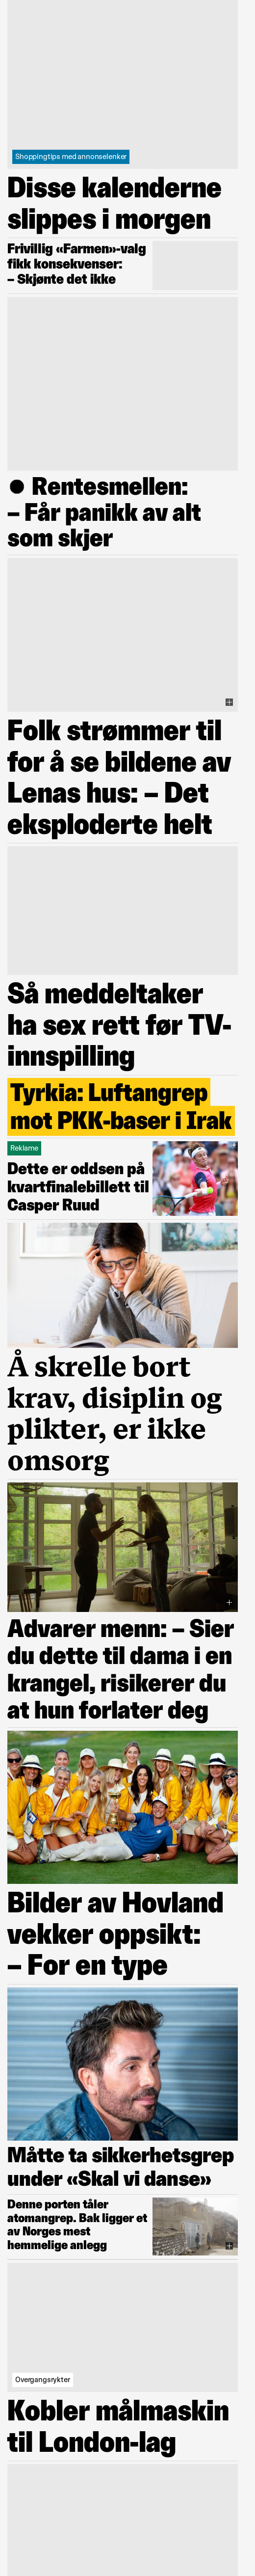 Shoppingtips med annonselenker
Disse kalenderne
slippes i morgen
Frivillig «Farmen»-valg
fikk konsekvenser:
– Skjønte det ikke
● Rentesmellen:
– Får panikk av alt
som skjer
Folk strømmer til
for å se bildene av
Lenas hus: – Det
eksploderte helt
Så meddeltaker
ha sex rett før TV-
innspilling
Tyrkia: Luftangrep
mot PKK-baser i Irak
Reklame
Dette er oddsen på
kvartfinalebillett til
Casper Ruud
Å skrelle bort
krav, disiplin og
plikter, er ikke
omsorg
Advarer menn: – Sier
du dette til dama i en
krangel, risikerer du
at hun forlater deg
Bilder av Hovland
vekker oppsikt:
– For en type
Måtte ta sikkerhetsgrep
under «Skal vi danse»
Denne porten tåler
atomangrep. Bak ligger et
av Norges mest
hemmelige anlegg
Overgangsrykter
Kobler målmaskin
til London-lag